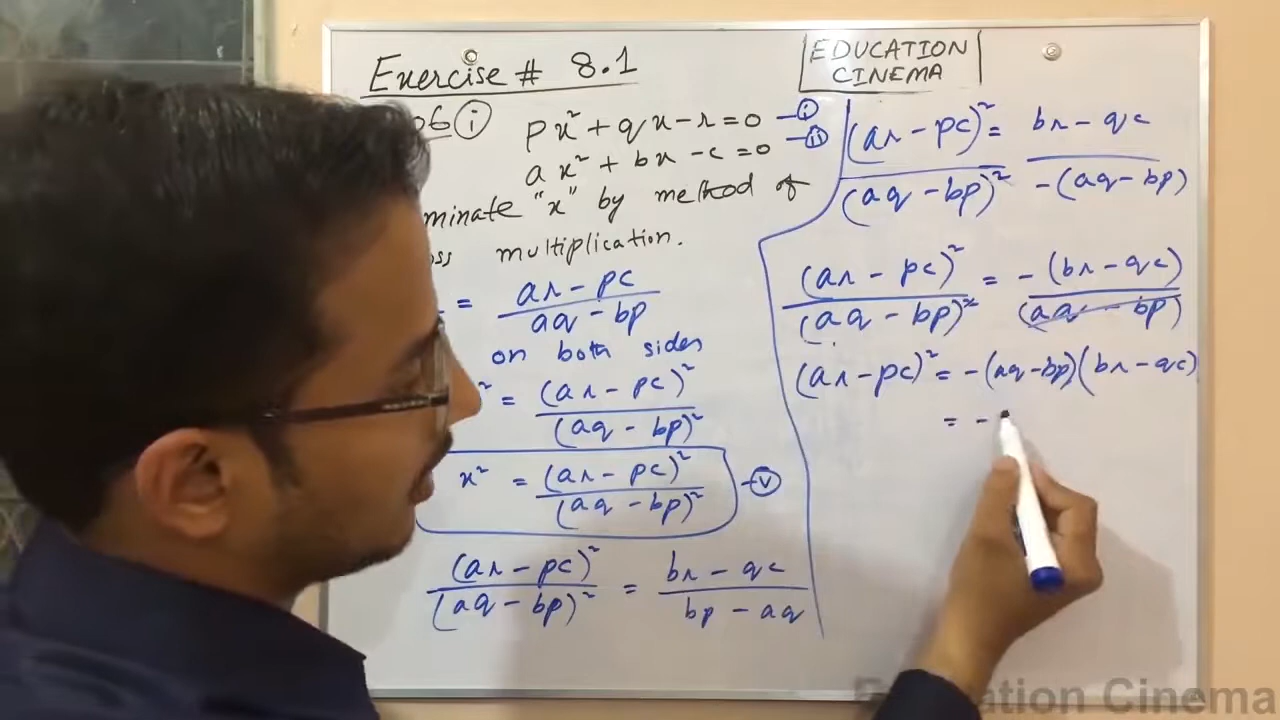 Exercise # 8.1
EDUCATION
CINEMA
06 (i) px² + qx - r = 0 — (i)
ax² + bx - c = 0 — (ii)
minate "x" by method of
multiplication.
= ar - pc / aq - bp
on both sides
² = (ar - pc)² / (aq - bp)²
x² = (ar - pc)² / (aq - bp)² — (v)
(ar - pc)² / (aq - bp)² = br - qc / bp - aq
(ar - pc)² / (aq - bp)² = br - qc / -(aq - bp)
(ar - pc)² / (aq - bp)² = -(br - qc) / (aq - bp)
(ar - pc)² = -(aq - bp)(br - qc)
= -
Education Cinema